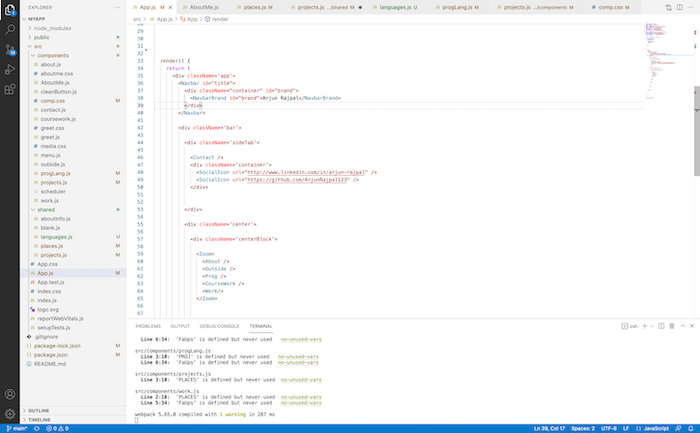 EXPLORER
MYAPP
node_modules
public
src
components
about.js
aboutme.css
AboutMe.js
cleanButton.js
comp.css M
contact.js
coursework.js
greet.css
greet.js
media.css
menu.js
outside.js
progLang.js M
projects.js M
scheduler
work.js
shared
aboutInfo.js
blank.js
languages.js U
places.js M
projects.js M
App.css
App.js M
App.test.js
index.css
index.js
logo.svg
reportWebVitals.js
setupTests.js
.gitignore
package-lock.json M
package.json M
README.md
OUTLINE
TIMELINE
App.js M
AboutMe.js
places.js M
projects.js .../shared M
languages.js U
progLang.js M
projects.js .../components M
comp.css M
src > App.js > App > render
28
29
30
31
32
33 render() {
34 return (
35 <div className="app">
36 <Navbar id="title">
37 <div className="container" id="brand">
38 <NavbarBrand id="brand">Arjun Rajpal</NavbarBrand>
39 </div>
40 </Navbar>
41
42 <div className="bar">
43
44 <div className="sideTab">
45
46 <Contact />
47 <div className="container">
48 <SocialIcon url="http://www.linkedin.com/in/arjun-rajpal" />
49 <SocialIcon url="https://github.com/ArjunRajpal123" />
50 </div>
51
52
53 </div>
54
55 <div className="center">
56
57 <div className="centerBlock">
58
59 <Zoom>
60 <About />
61 <Outside />
62 <Prog />
63 <CourseWork />
64 <Work/>
65 </Zoom>
66
67
PROBLEMS OUTPUT DEBUG CONSOLE TERMINAL zsh
Line 6:34: 'FaUps' is defined but never used no-unused-vars
src/components/progLang.js
Line 3:10: 'PROJ' is defined but never used no-unused-vars
Line 6:34: 'FaUps' is defined but never used no-unused-vars
src/components/projects.js
Line 3:10: 'PLACES' is defined but never used no-unused-vars
src/components/work.js
Line 2:10: 'PLACES' is defined but never used no-unused-vars
Line 5:34: 'FaUps' is defined but never used no-unused-vars
webpack 5.65.0 compiled with 1 warning in 287 ms
main* 0 0 Ln 39, Col 17 Spaces: 2 UTF-8 LF {} JavaScript